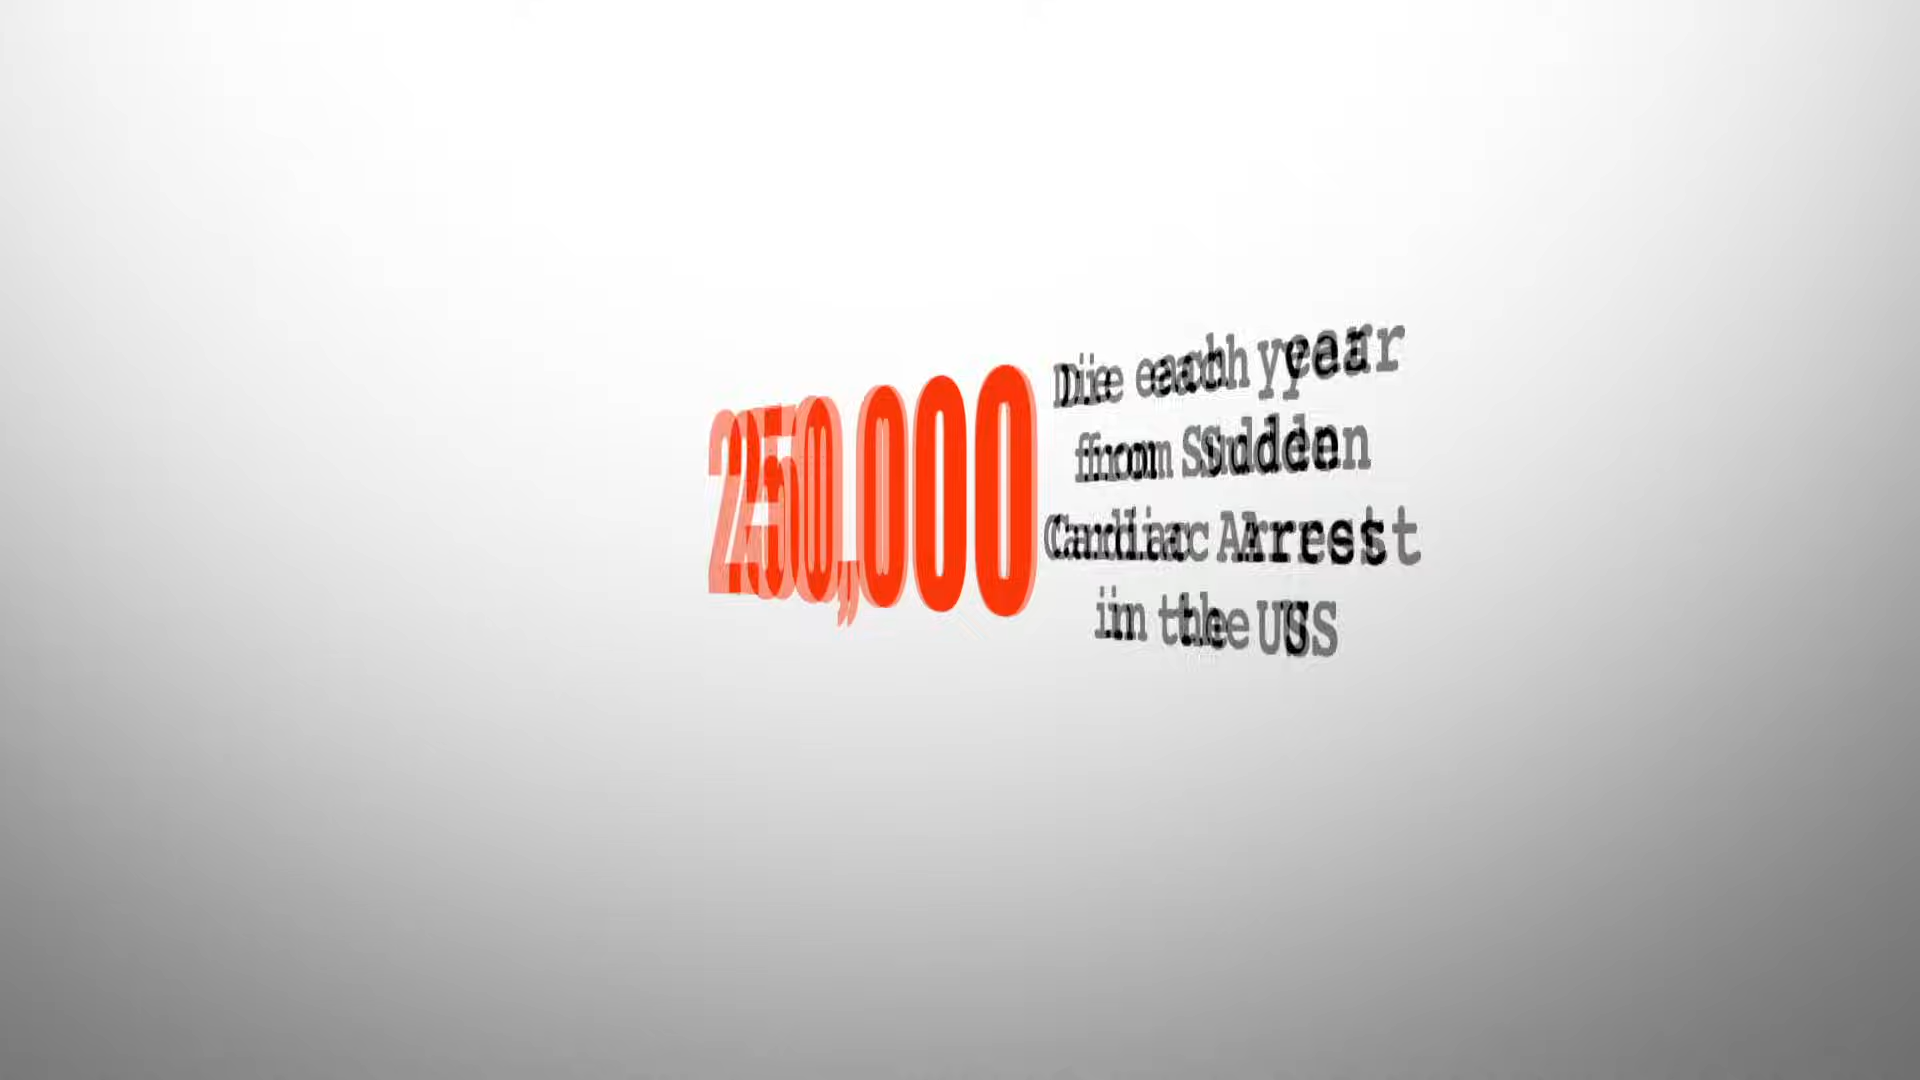 250,000
Die each year
from Sudden
Cardiac Arrest
in the US